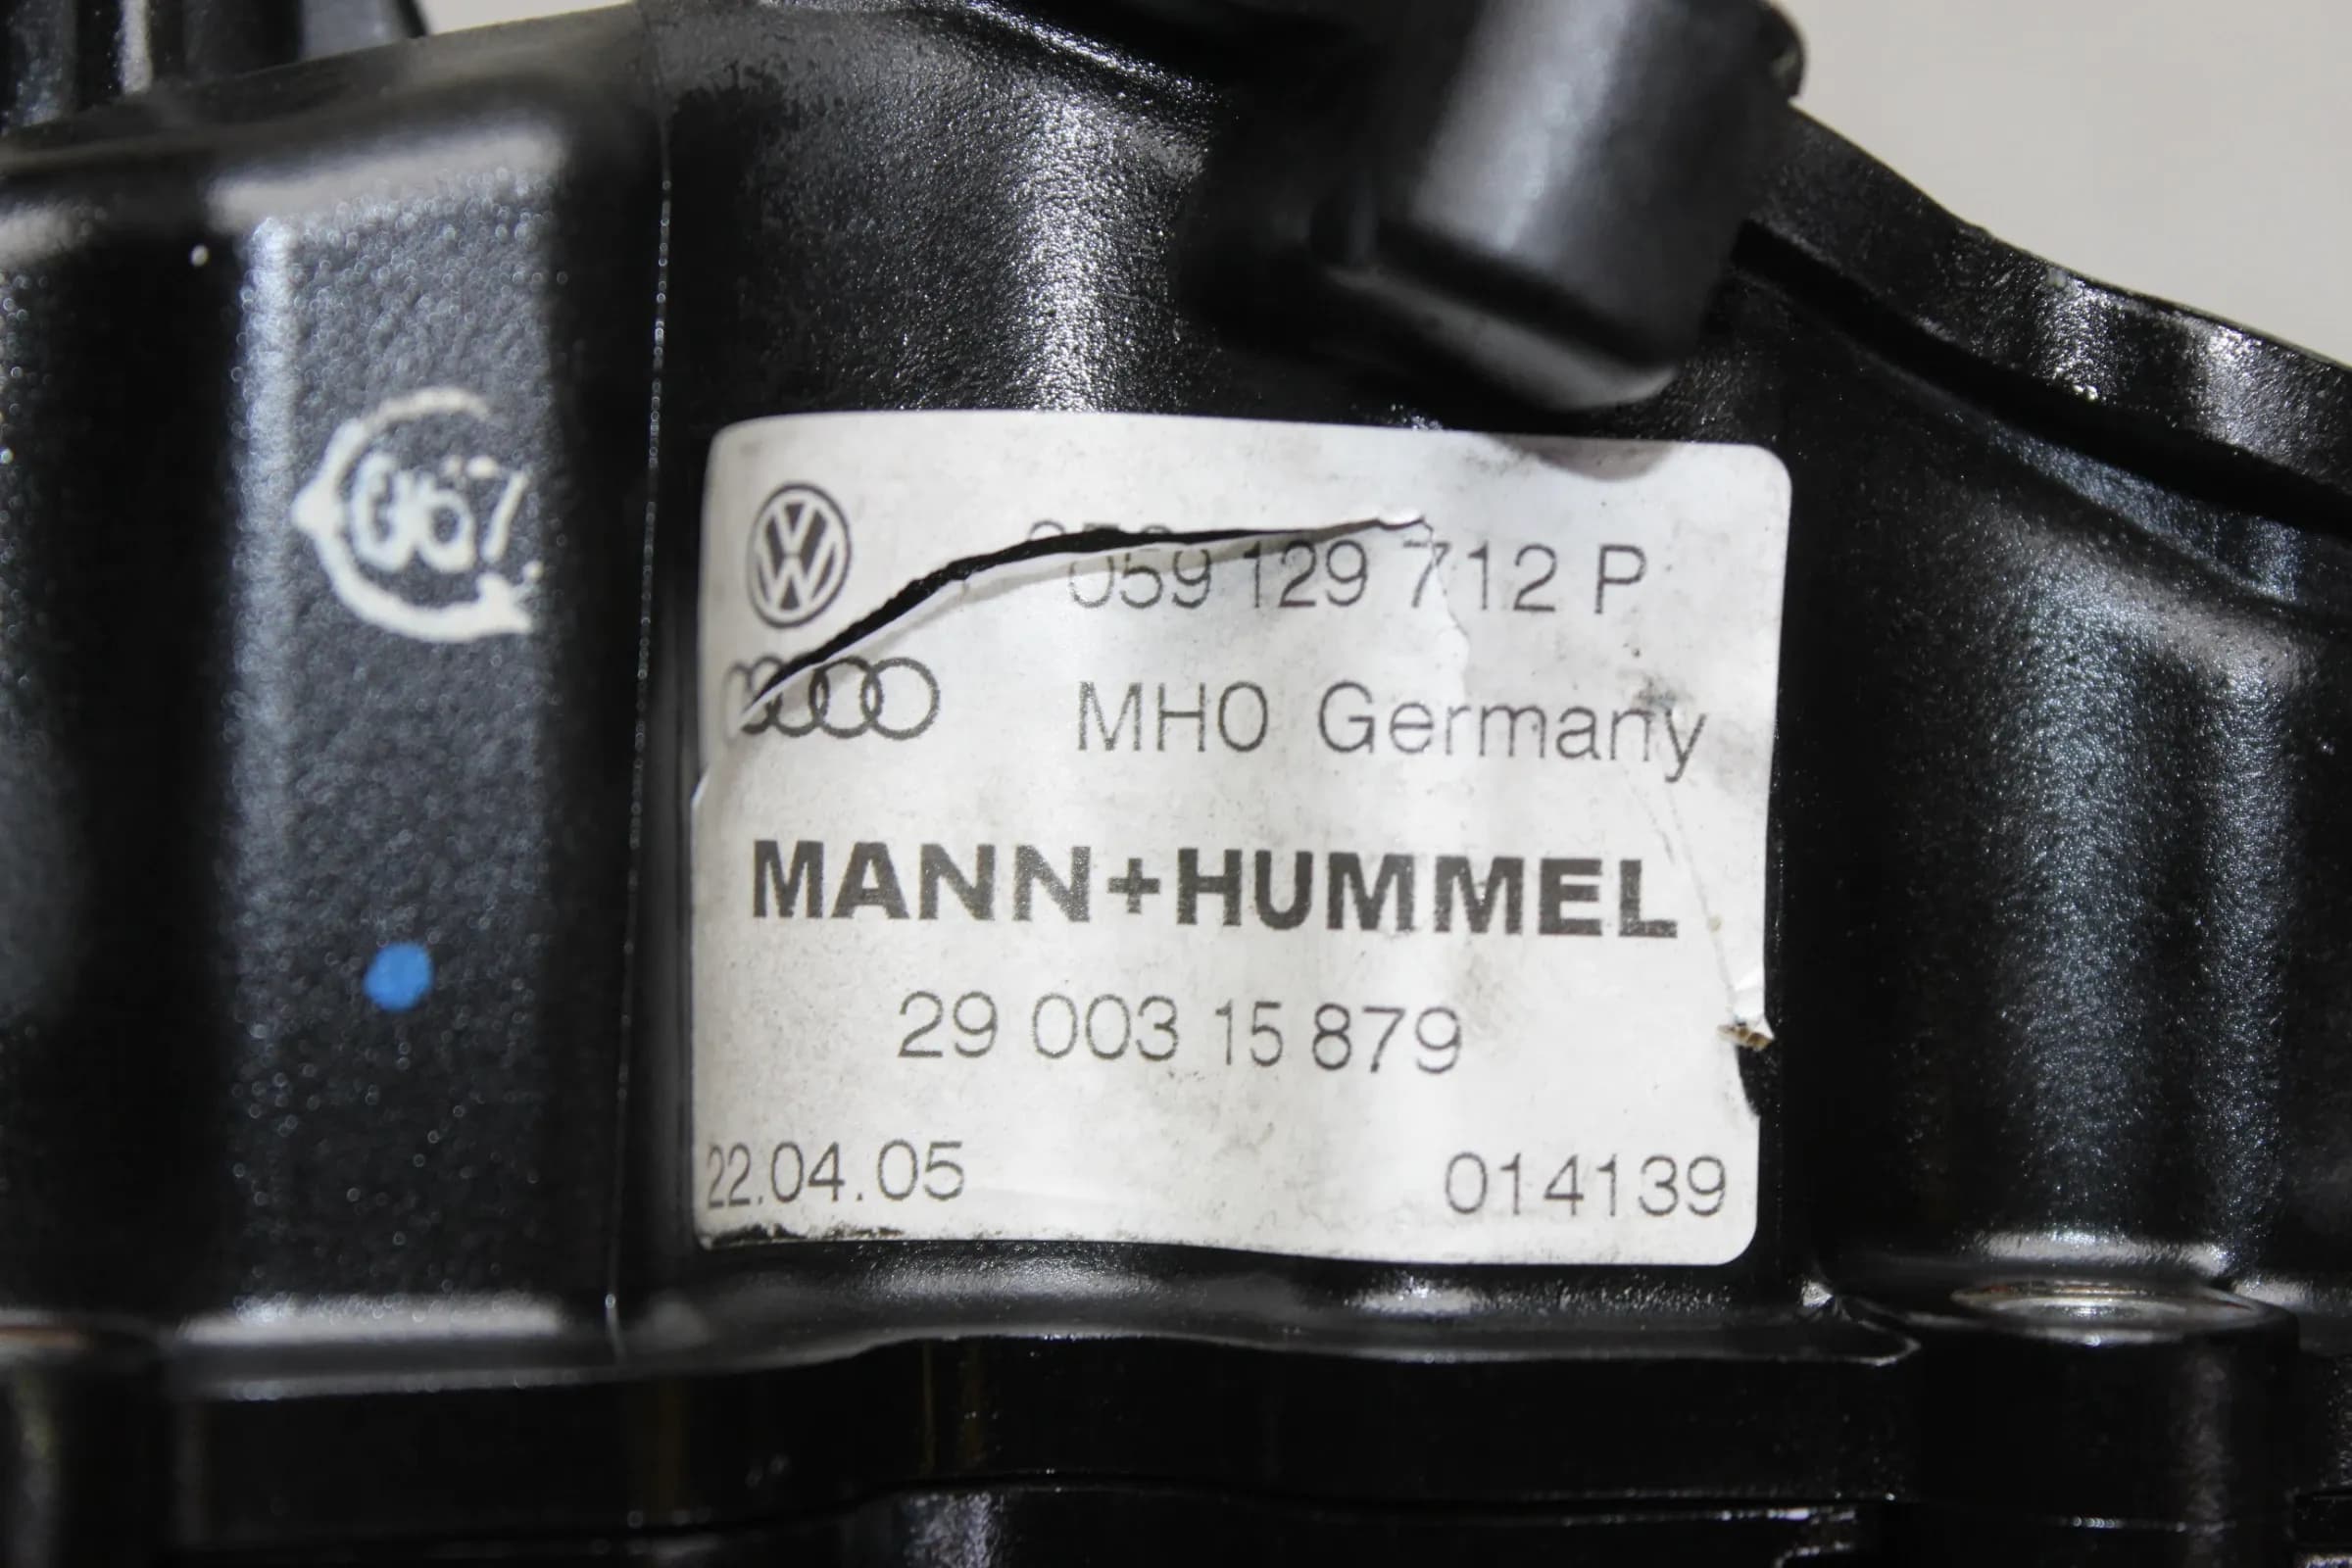 059 129 712 P
MHO Germany
MANN+HUMMEL
29 003 15 879
22.04.05 014139